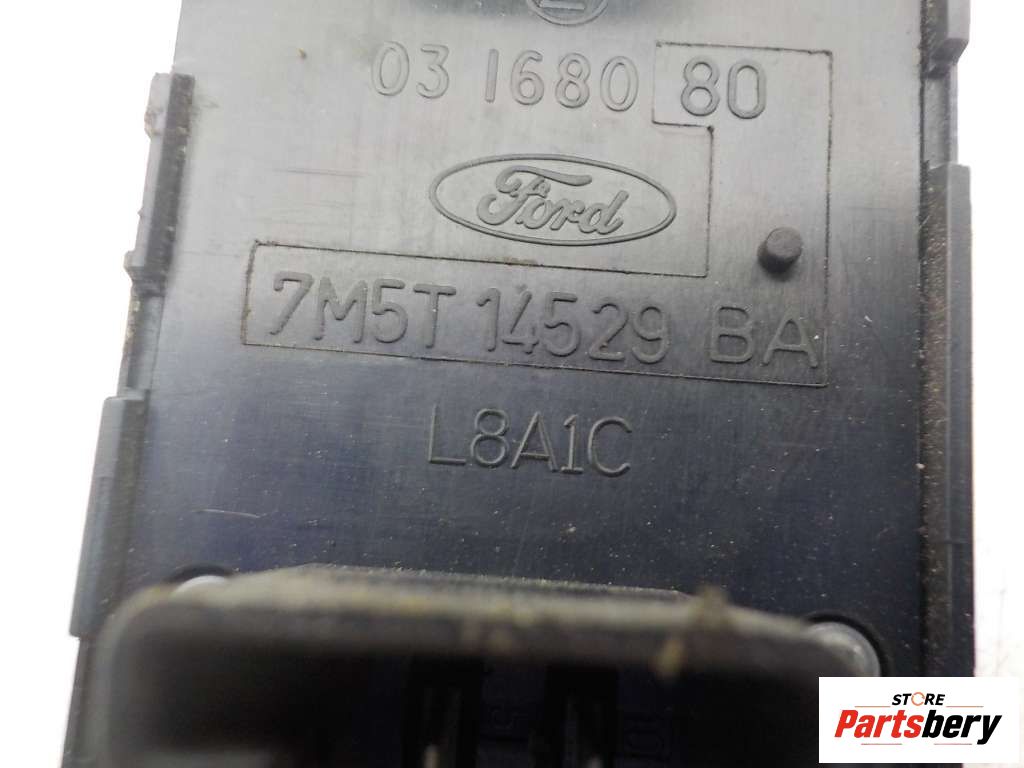 03 1680 80
Ford
7M5T 14529 BA
L8A1C
STORE
Partsbery